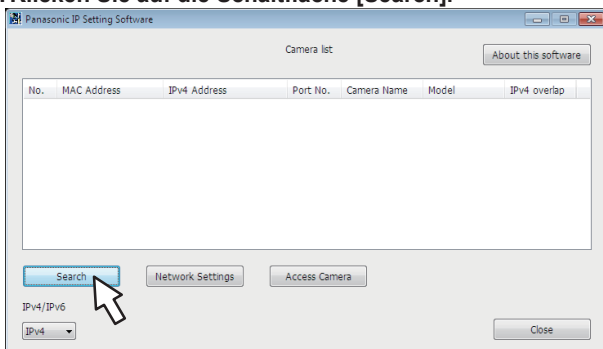 Klicken Sie auf die Schaltfläche [Search].
Panasonic IP Setting Software
Camera list
About this software
No. MAC Address IPv4 Address Port No. Camera Name Model IPv4 overlap
Search Network Settings Access Camera
IPv4/IPv6
IPv4 Close